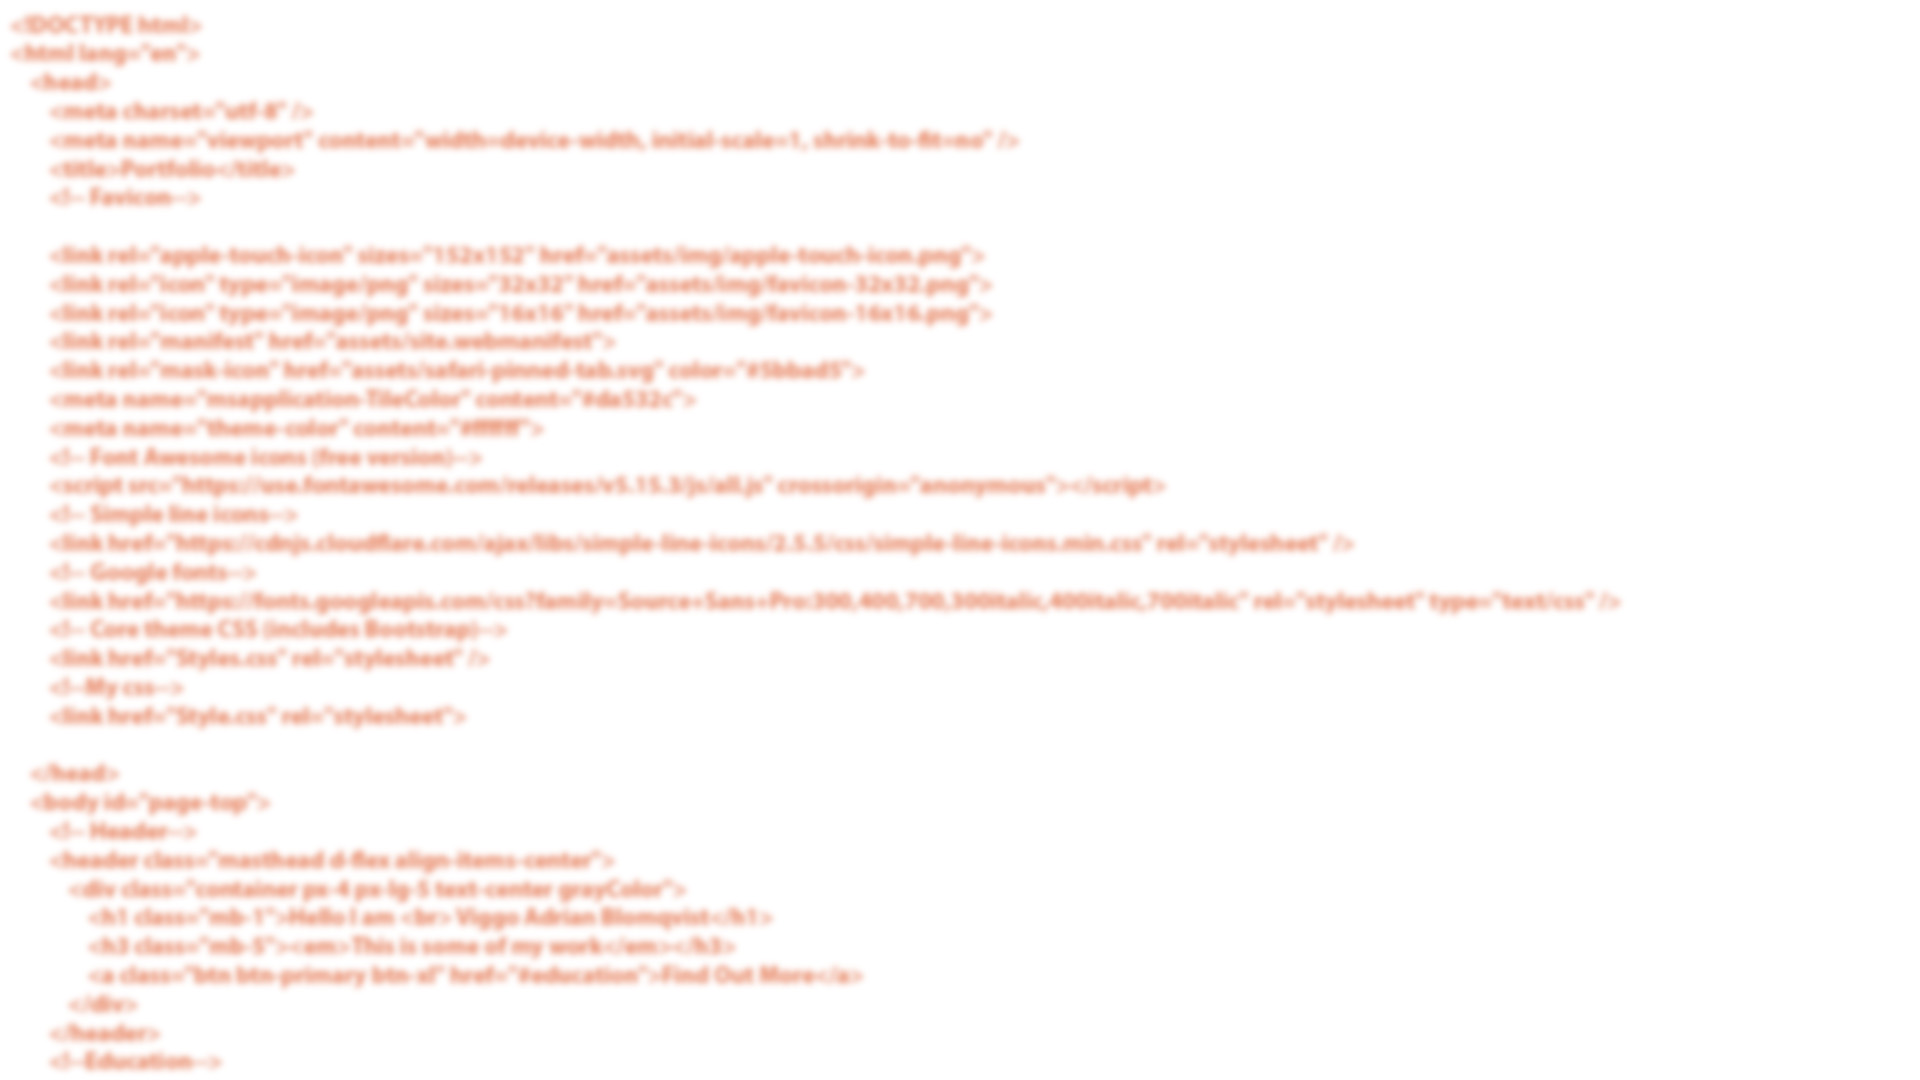 <!DOCTYPE html>
<html lang="en">
<head>
<meta charset="utf-8" />
<meta name="viewport" content="width=device-width, initial-scale=1, shrink-to-fit=no" />
<title>Portfolio</title>
<!-- Favicon-->
<link rel="apple-touch-icon" sizes="152x152" href="assets/img/apple-touch-icon.png">
<link rel="icon" type="image/png" sizes="32x32" href="assets/img/favicon-32x32.png">
<link rel="icon" type="image/png" sizes="16x16" href="assets/img/favicon-16x16.png">
<link rel="manifest" href="assets/site.webmanifest">
<link rel="mask-icon" href="assets/safari-pinned-tab.svg" color="#5bbad5">
<meta name="msapplication-TileColor" content="#da532c">
<meta name="theme-color" content="#ffffff">
<!-- Font Awesome icons (free version)-->
<script src="https://use.fontawesome.com/releases/v5.15.3/js/all.js" crossorigin="anonymous"></script>
<!-- Simple line icons-->
<link href="https://cdnjs.cloudflare.com/ajax/libs/simple-line-icons/2.5.5/css/simple-line-icons.min.css" rel="stylesheet" />
<!-- Google fonts-->
<link href="https://fonts.googleapis.com/css?family=Source+Sans+Pro:300,400,700,300italic,400italic,700italic" rel="stylesheet" type="text/css" />
<!-- Core theme CSS (includes Bootstrap)-->
<link href="Styles.css" rel="stylesheet" />
<!--My css-->
<link href="Style.css" rel="stylesheet">
</head>
<body id="page-top">
<!-- Header-->
<header class="masthead d-flex align-items-center">
<div class="container px-4 px-lg-5 text-center grayColor">
<h1 class="mb-1">Hello I am <br> Viggo Adrian Blomqvist</h1>
<h3 class="mb-5"><em>This is some of my work</em></h3>
<a class="btn btn-primary btn-xl" href="#education">Find Out More</a>
</div>
</header>
<!--Education-->